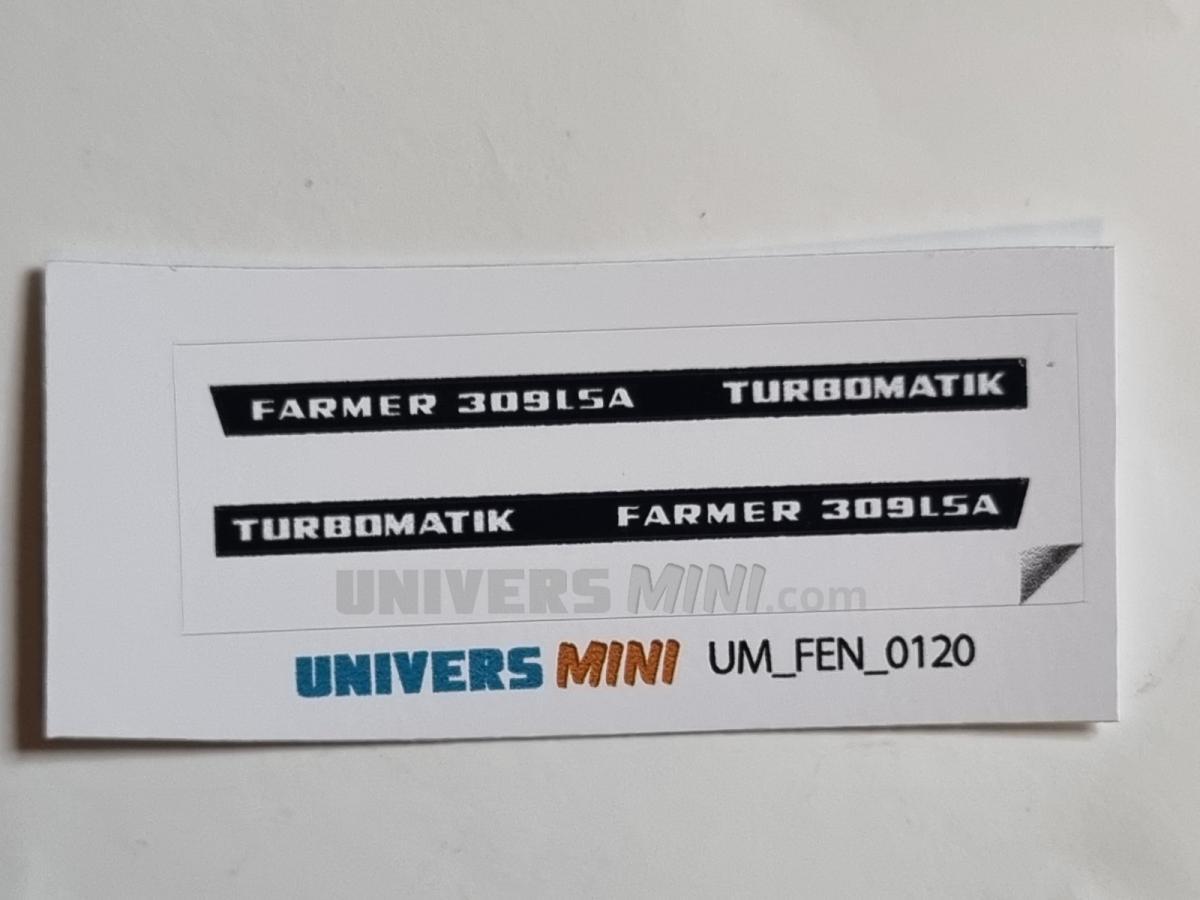 FARMER 309LSA TURBOMATIK
TURBOMATIK FARMER 309LSA
UNIVERS MINI.com
UNIVERS MINI UM_FEN_0120